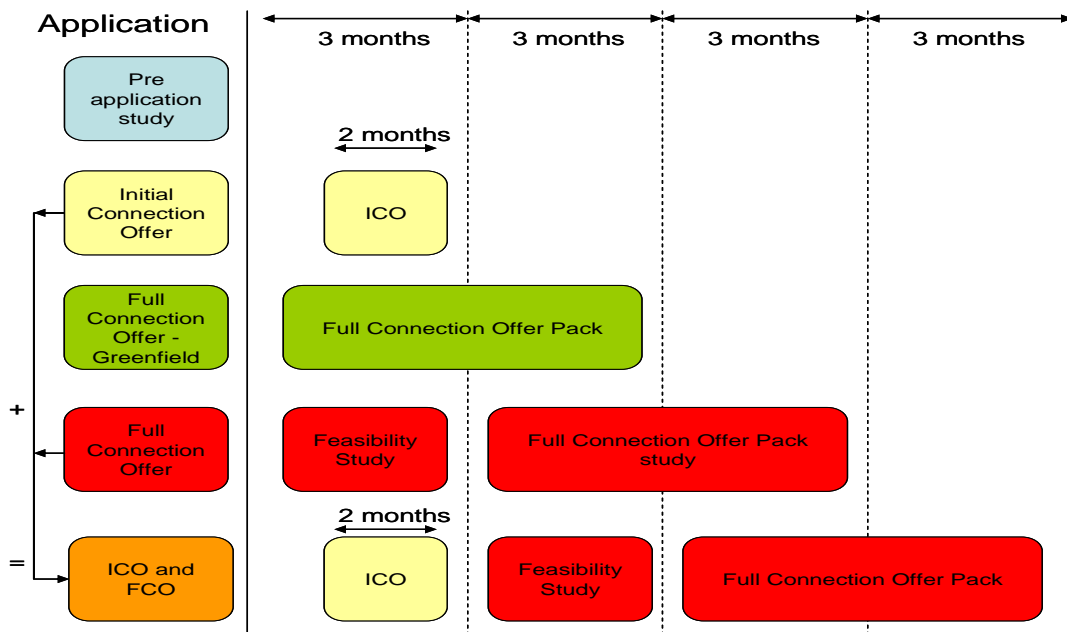 Application
3 months
3 months
3 months
3 months
Pre
application
study
2 months
Initial
Connection
Offer
ICO
Full
Connection
Offer -
Greenfield
Full Connection Offer Pack
+
Full
Connection
Offer
Feasibility
Study
Full Connection Offer Pack
study
2 months
=
ICO and
FCO
ICO
Feasibility
Study
Full Connection Offer Pack